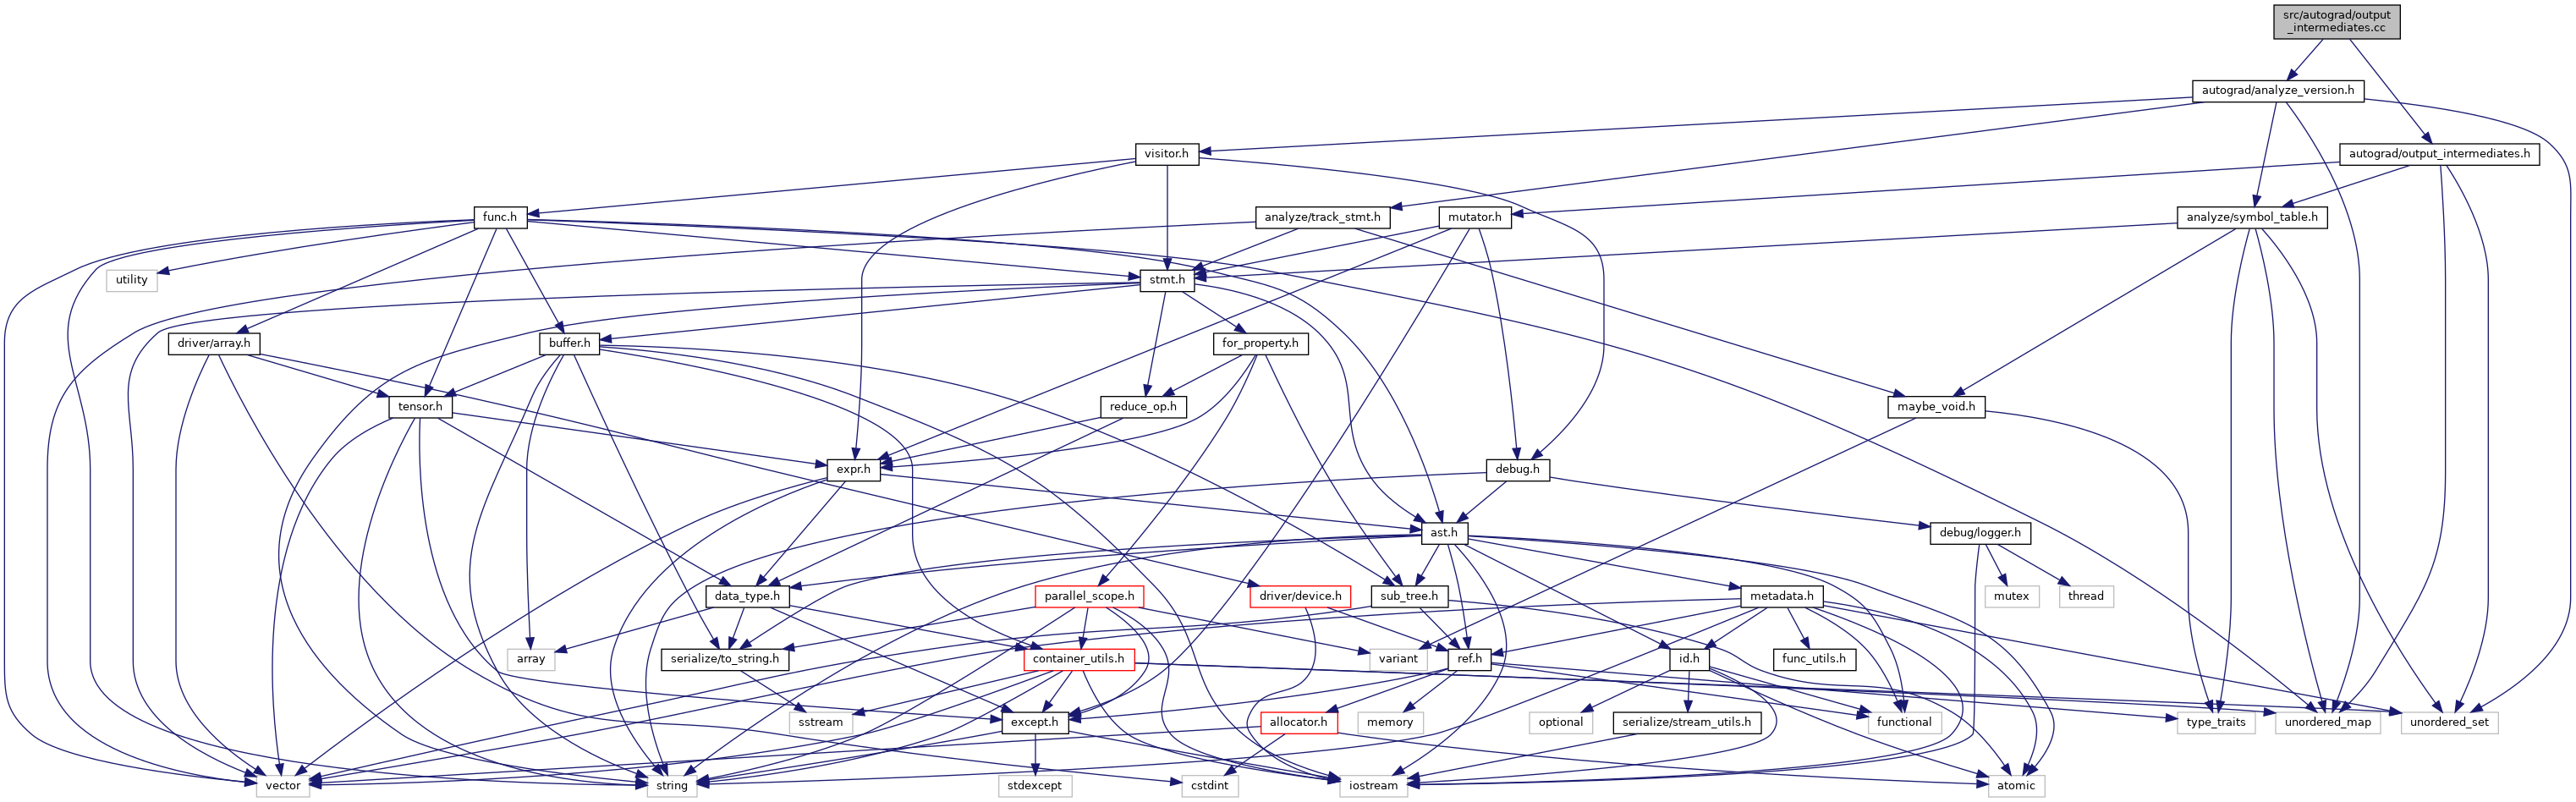 src/autograd/output
_intermediates.cc
autograd/analyze_version.h
visitor.h
autograd/output_intermediates.h
func.h
analyze/track_stmt.h
mutator.h
analyze/symbol_table.h
utility
stmt.h
driver/array.h
buffer.h
for_property.h
tensor.h
reduce_op.h
maybe_void.h
expr.h
debug.h
ast.h
debug/logger.h
data_type.h
parallel_scope.h
driver/device.h
sub_tree.h
metadata.h
mutex
thread
array
serialize/to_string.h
container_utils.h
variant
ref.h
id.h
func_utils.h
sstream
except.h
allocator.h
memory
optional
serialize/stream_utils.h
functional
type_traits
unordered_map
unordered_set
vector
string
stdexcept
cstdint
iostream
atomic